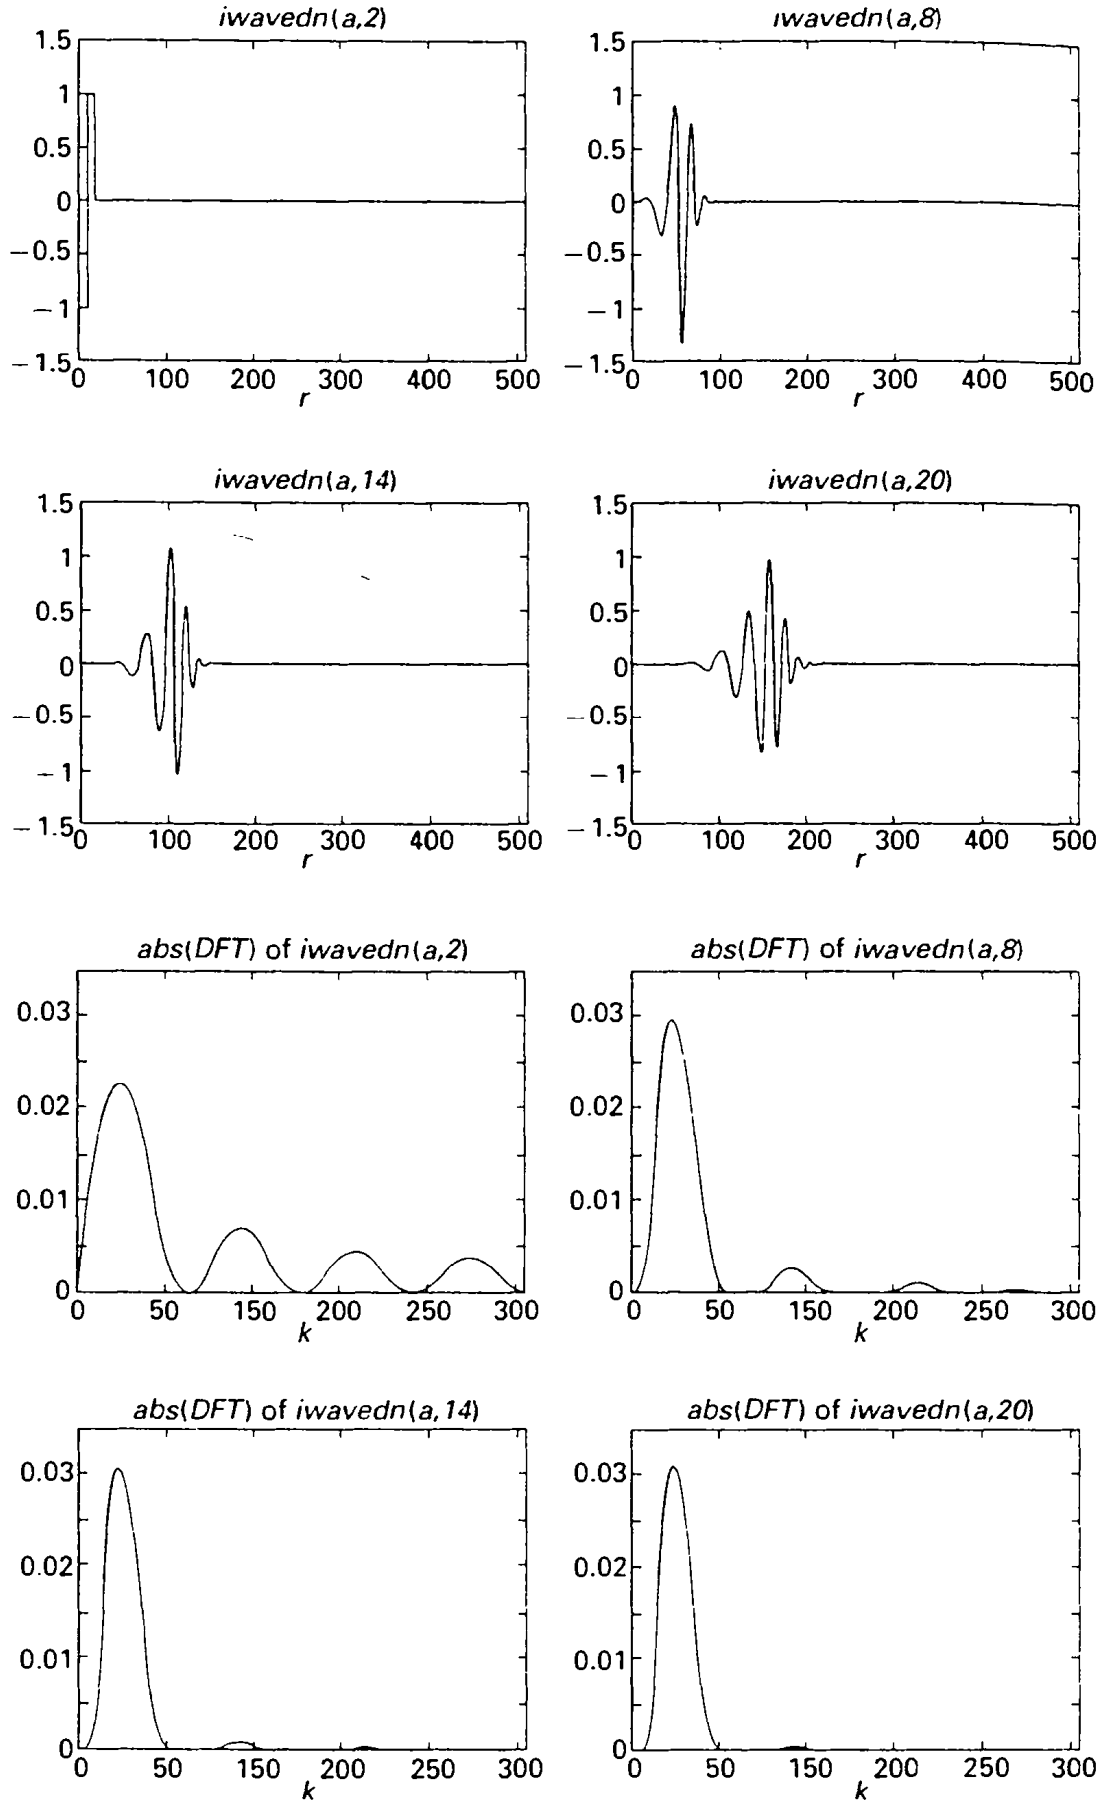 iwavedn(a,2)
1.5
1
0.5
0
−0.5
−1
−1.5
0 100 200 300 400 500
r
iwavedn(a,8)
1.5
1
0.5
0
−0.5
−1
−1.5
0 100 200 300 400 500
r
iwavedn(a,14)
1.5
1
0.5
0
−0.5
−1
−1.5
0 100 200 300 400 500
r
iwavedn(a,20)
1.5
1
0.5
0
−0.5
−1
−1.5
0 100 200 300 400 500
r
abs(DFT) of iwavedn(a,2)
0.03
0.02
0.01
0
0 50 150 200 250 300
k
abs(DFT) of iwavedn(a,8)
0.03
0.02
0.01
0
0 50 150 200 250 300
k
abs(DFT) of iwavedn(a,14)
0.03
0.02
0.01
0
0 50 150 200 250 300
k
abs(DFT) of iwavedn(a,20)
0.03
0.02
0.01
0
0 50 150 200 250 300
k